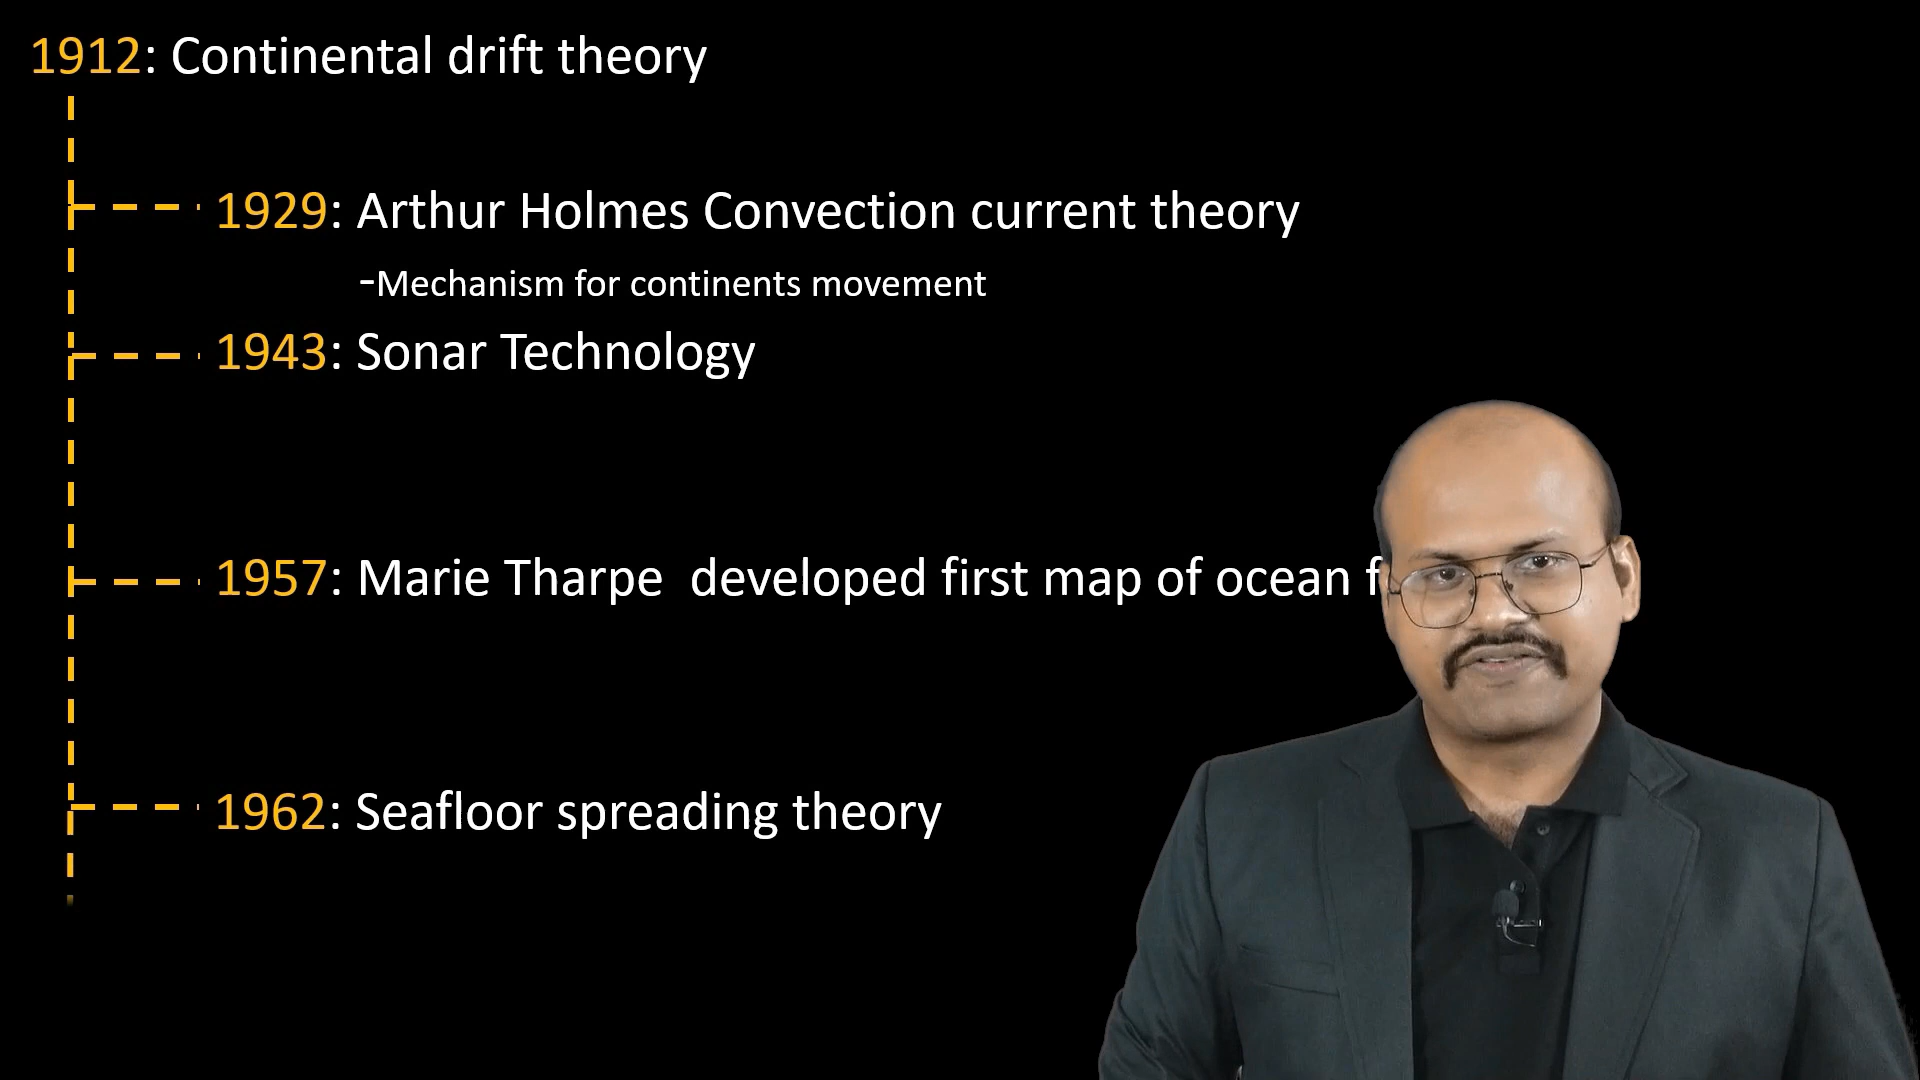 1912: Continental drift theory
1929: Arthur Holmes Convection current theory
-Mechanism for continents movement
1943: Sonar Technology
1957: Marie Tharpe  developed first map of ocean
1962: Seafloor spreading theory